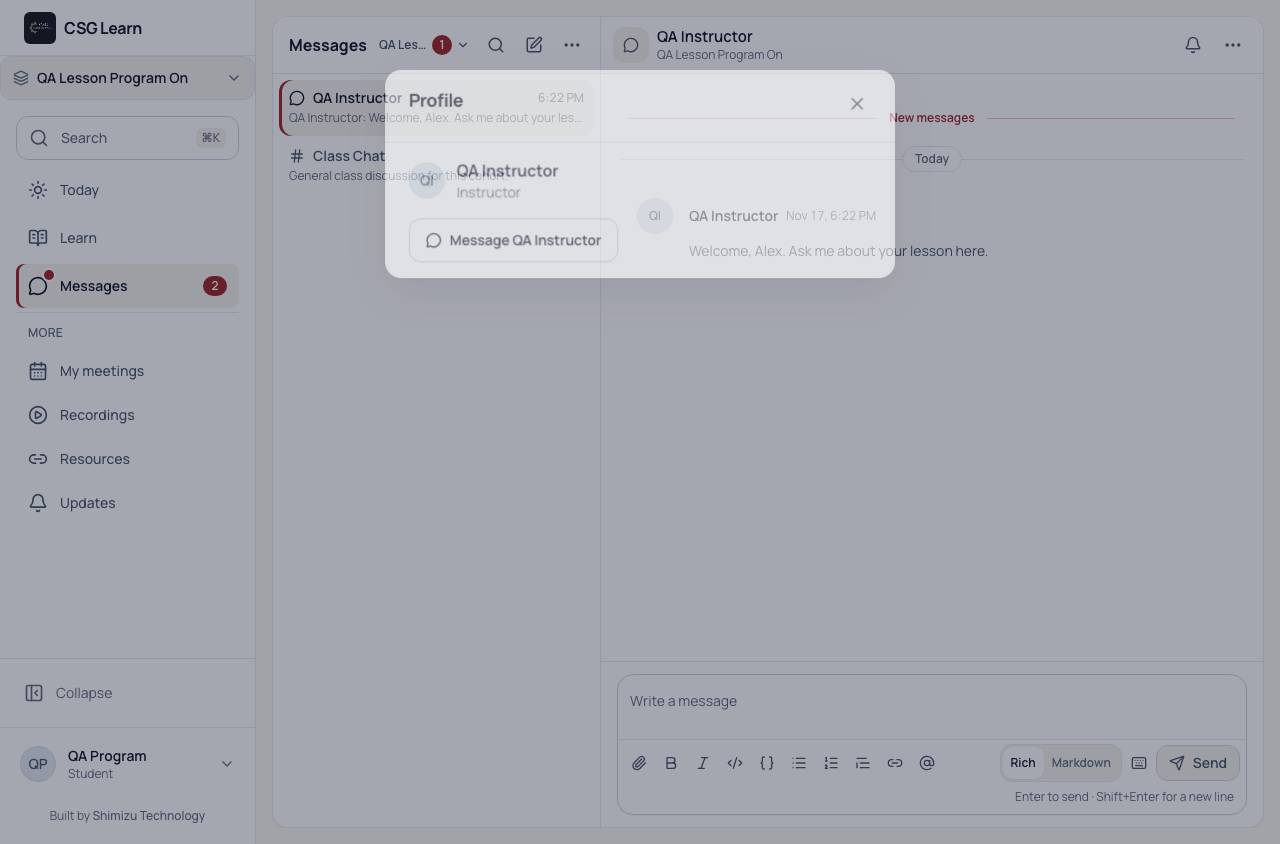 CSG Learn
QA Lesson Program On
Search ⌘K
Today
Learn
Messages 2
MORE
My meetings
Recordings
Resources
Updates
Collapse
QP
QA Program
Student
Built by Shimizu Technology
Messages QA Les... 1
QA Instructor 6:22 PM
QA Instructor: Welcome, Alex. Ask me about your les...
Class Chat
General class discussion for this cohort.
Profile
QI
QA Instructor
Instructor
Message QA Instructor
QA Instructor
QA Lesson Program On
New messages
Today
QI
QA Instructor Nov 17, 6:22 PM
Welcome, Alex. Ask me about your lesson here.
Write a message
Rich Markdown Send
Enter to send · Shift+Enter for a new line